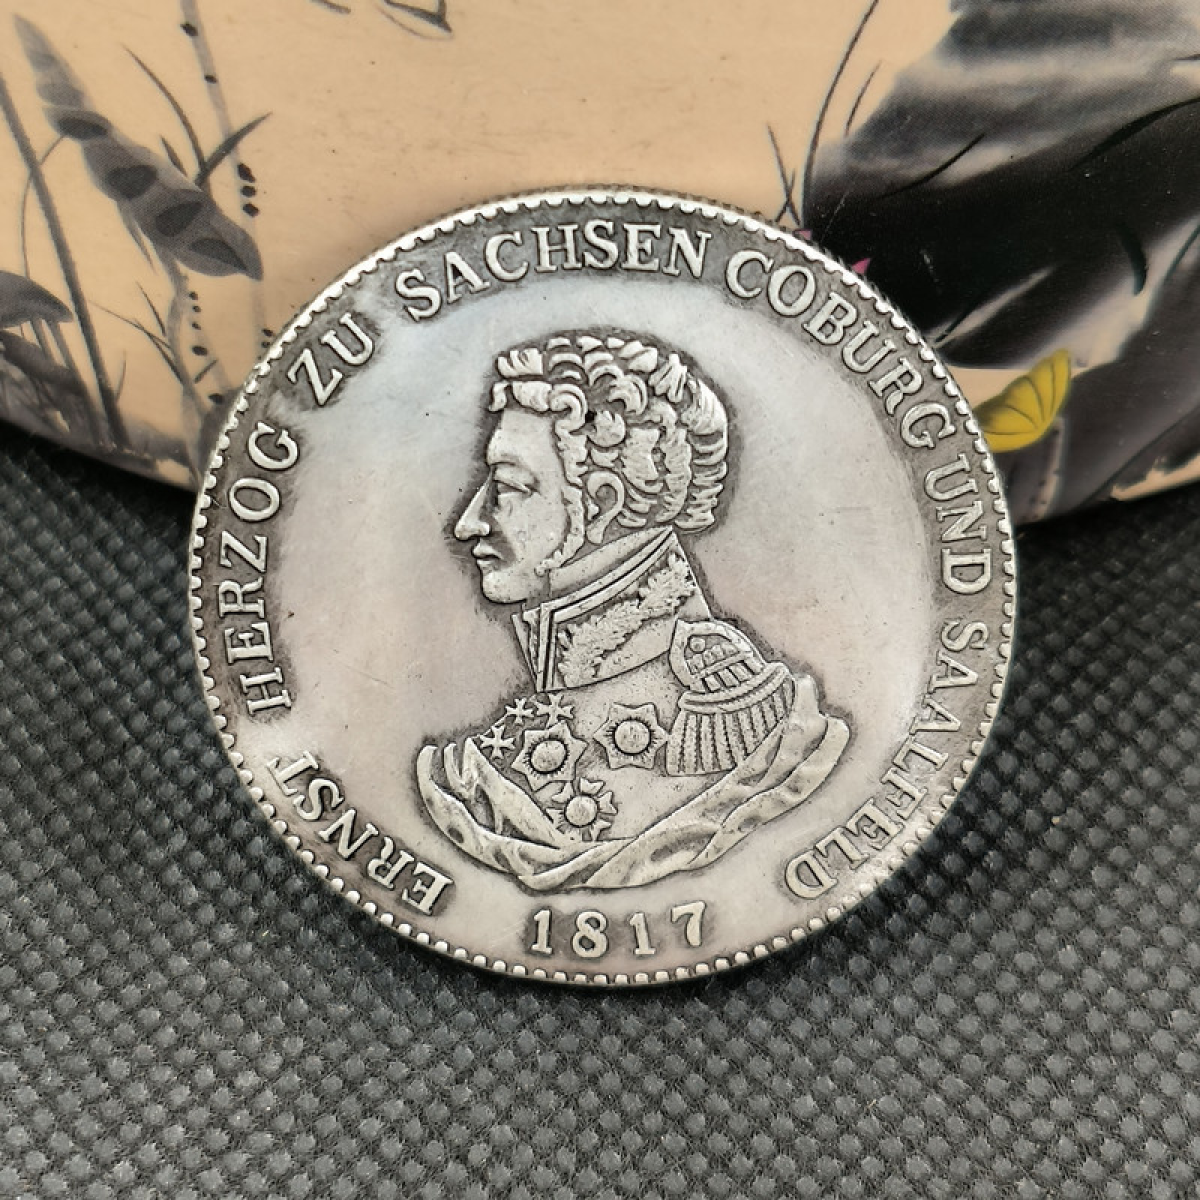 ERNST HERZOG ZU SACHSEN COBURG UND SAALFELD
1817